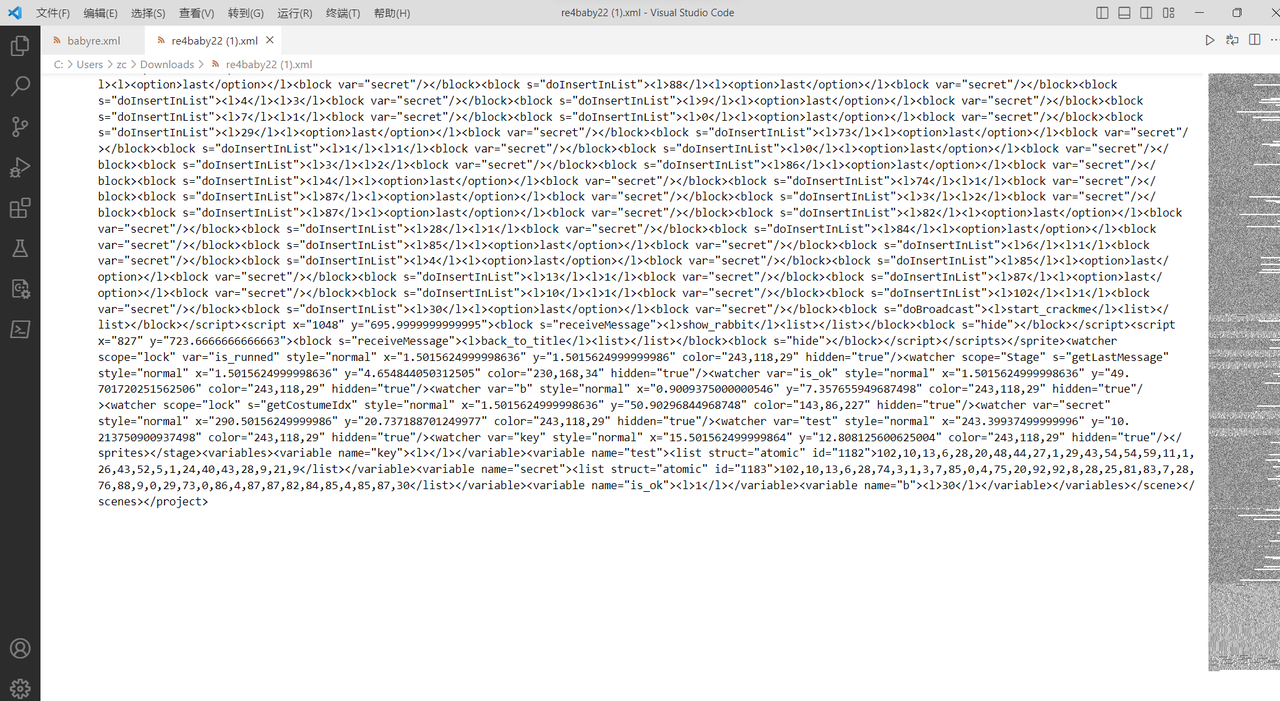 文件(F) 编辑(E) 选择(S) 查看(V) 转到(G) 运行(R) 终端(T) 帮助(H) re4baby22 (1).xml - Visual Studio Code
babyre.xml re4baby22 (1).xml
C: > Users > zc > Downloads > re4baby22 (1).xml
l><l><option>last</option></l><block var="secret"/></block><block s="doInsertInList"><l>88</l><l><option>last</option></l><block var="secret"/></block><block
s="doInsertInList"><l>4</l><l>3</l><block var="secret"/></block><block s="doInsertInList"><l>9</l><l><option>last</option></l><block var="secret"/></block><block
s="doInsertInList"><l>7</l><l>1</l><block var="secret"/></block><block s="doInsertInList"><l>0</l><l><option>last</option></l><block var="secret"/></block><block
s="doInsertInList"><l>29</l><l><option>last</option></l><block var="secret"/></block><block s="doInsertInList"><l>73</l><l><option>last</option></l><block var="secret"/
></block><block s="doInsertInList"><l>1</l><l>1</l><block var="secret"/></block><block s="doInsertInList"><l>0</l><l><option>last</option></l><block var="secret"/></
block><block s="doInsertInList"><l>3</l><l>2</l><block var="secret"/></block><block s="doInsertInList"><l>86</l><l><option>last</option></l><block var="secret"/></
block><block s="doInsertInList"><l>4</l><l><option>last</option></l><block var="secret"/></block><block s="doInsertInList"><l>74</l><l>1</l><block var="secret"/></
block><block s="doInsertInList"><l>87</l><l><option>last</option></l><block var="secret"/></block><block s="doInsertInList"><l>3</l><l>2</l><block var="secret"/></
block><block s="doInsertInList"><l>87</l><l><option>last</option></l><block var="secret"/></block><block s="doInsertInList"><l>82</l><l><option>last</option></l><block
var="secret"/></block><block s="doInsertInList"><l>28</l><l>1</l><block var="secret"/></block><block s="doInsertInList"><l>84</l><l><option>last</option></l><block
var="secret"/></block><block s="doInsertInList"><l>85</l><l><option>last</option></l><block var="secret"/></block><block s="doInsertInList"><l>6</l><l>1</l><block
var="secret"/></block><block s="doInsertInList"><l>4</l><l><option>last</option></l><block var="secret"/></block><block s="doInsertInList"><l>85</l><l><option>last</
option></l><block var="secret"/></block><block s="doInsertInList"><l>13</l><l>1</l><block var="secret"/></block><block s="doInsertInList"><l>87</l><l><option>last</
option></l><block var="secret"/></block><block s="doInsertInList"><l>10</l><l>1</l><block var="secret"/></block><block s="doInsertInList"><l>102</l><l>1</l><block
var="secret"/></block><block s="doInsertInList"><l>30</l><l><option>last</option></l><block var="secret"/></block><block s="doBroadcast"><l>start_crackme</l><list></
list></block></script><script x="1048" y="695.9999999999995"><block s="receiveMessage"><l>show_rabbit</l><list></list></block><block s="hide"></block></script><script
x="827" y="723.6666666666663"><block s="receiveMessage"><l>back_to_title</l><list></list></block><block s="hide"></block></script></scripts></sprite><watcher
scope="lock" var="is_runned" style="normal" x="1.5015624999998636" y="1.5015624999999986" color="243,118,29" hidden="true"/><watcher scope="Stage" s="getLastMessage"
style="normal" x="1.5015624999998636" y="4.654844050312505" color="230,168,34" hidden="true"/><watcher var="is_ok" style="normal" x="1.5015624999998636" y="49.
701720251562506" color="243,118,29" hidden="true"/><watcher var="b" style="normal" x="0.9009375000000546" y="7.357655949687498" color="243,118,29" hidden="true"/
><watcher scope="lock" s="getCostumeIdx" style="normal" x="1.5015624999998636" y="50.90296844968748" color="143,86,227" hidden="true"/><watcher var="secret"
style="normal" x="290.5015624999986" y="20.737188701249977" color="243,118,29" hidden="true"/><watcher var="test" style="normal" x="243.39937499999996" y="10.
213750900937498" color="243,118,29" hidden="true"/><watcher var="key" style="normal" x="15.501562499999864" y="12.808125600625004" color="243,118,29" hidden="true"/></
sprites></stage><variables><variable name="key"><l></l></variable><variable name="test"><list struct="atomic" id="1182">102,10,13,6,28,20,48,44,27,1,29,43,54,54,59,11,1,
26,43,52,5,1,24,40,43,28,9,21,9</list></variable><variable name="secret"><list struct="atomic" id="1183">102,10,13,6,28,74,3,1,3,7,85,0,4,75,20,92,92,8,28,25,81,83,7,28,
76,88,9,0,29,73,0,86,4,87,87,82,84,85,4,85,87,30</list></variable><variable name="is_ok"><l>1</l></variable><variable name="b"><l>30</l></variable></variables></scene></
scenes></project>